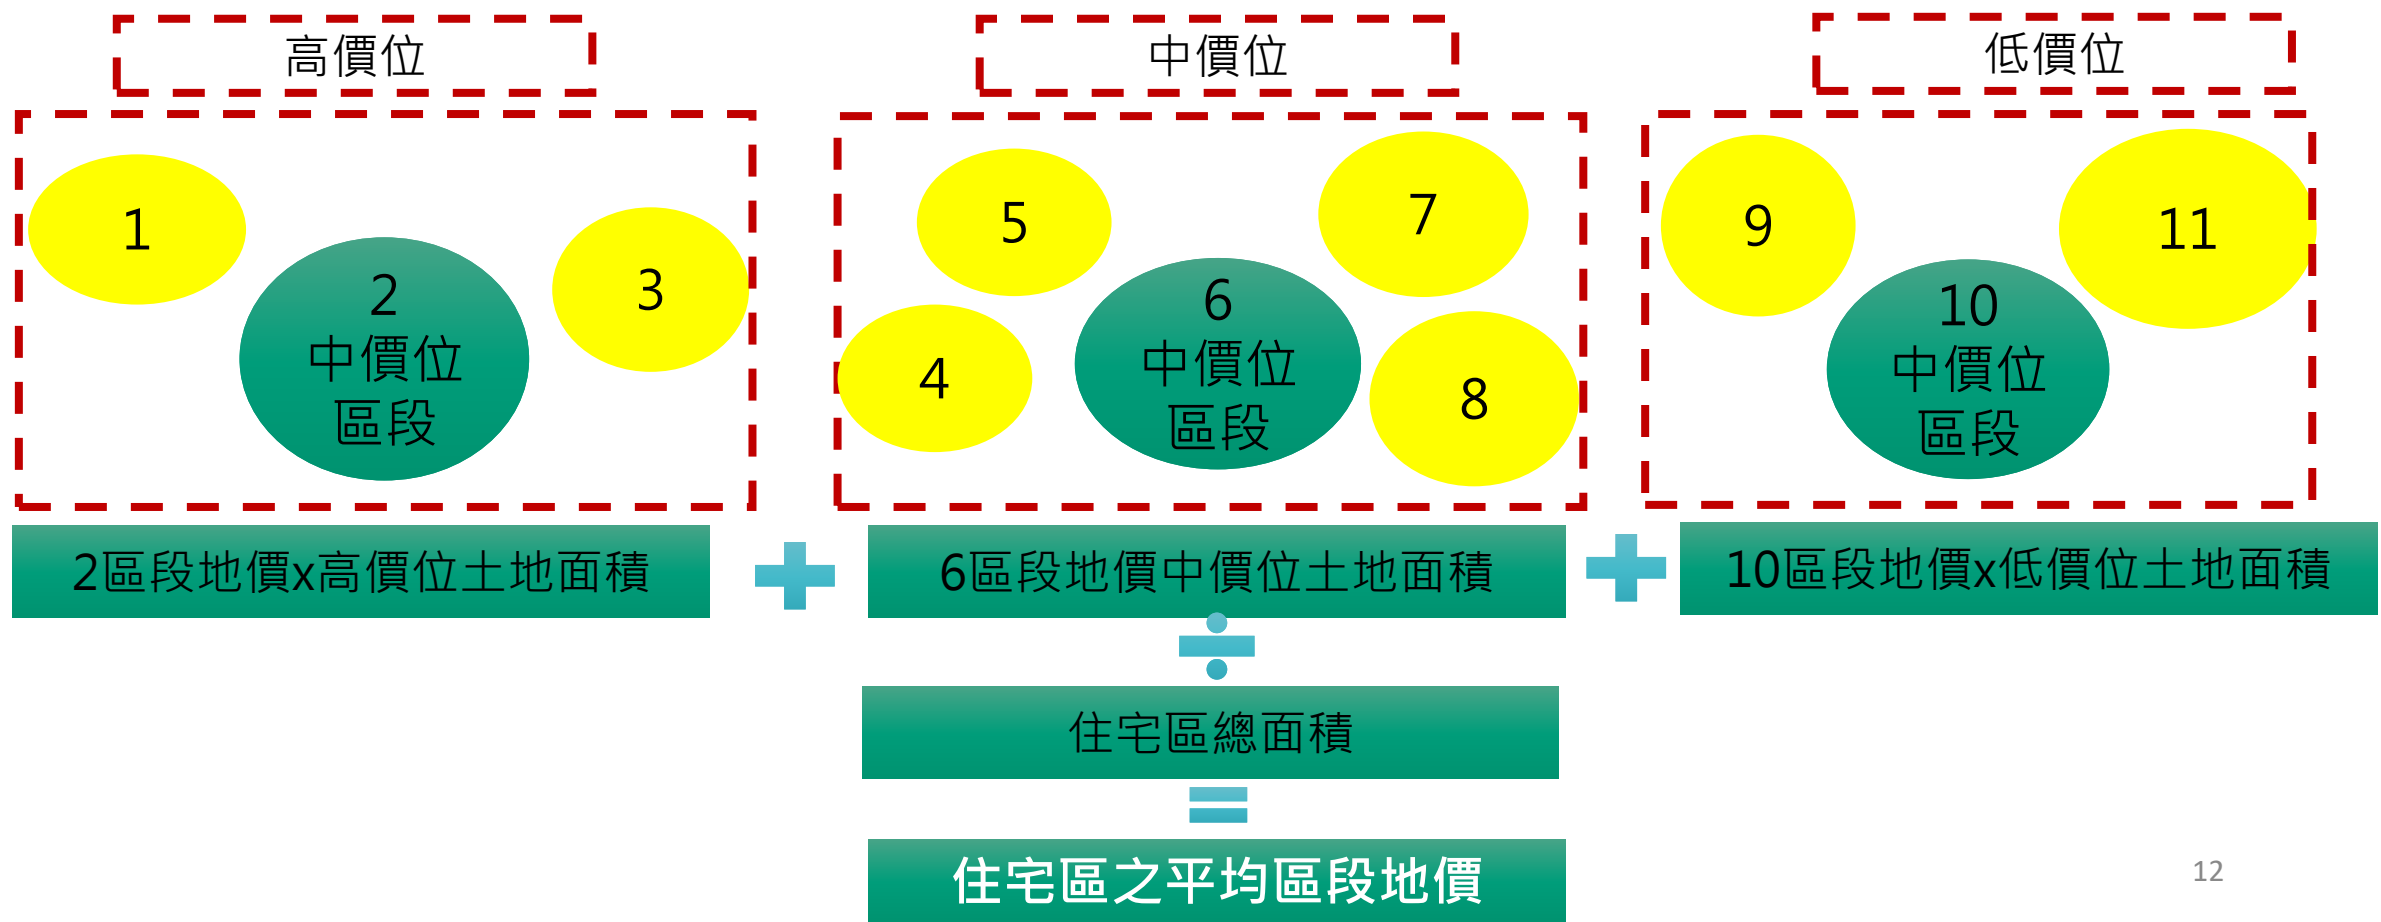 高價位
中價位
低價位
1
2
中價位
區段
3
5
7
4
6
中價位
區段
8
9
11
10
中價位
區段
2區段地價x高價位土地面積
6區段地價中價位土地面積
10區段地價x低價位土地面積
住宅區總面積
住宅區之平均區段地價
12